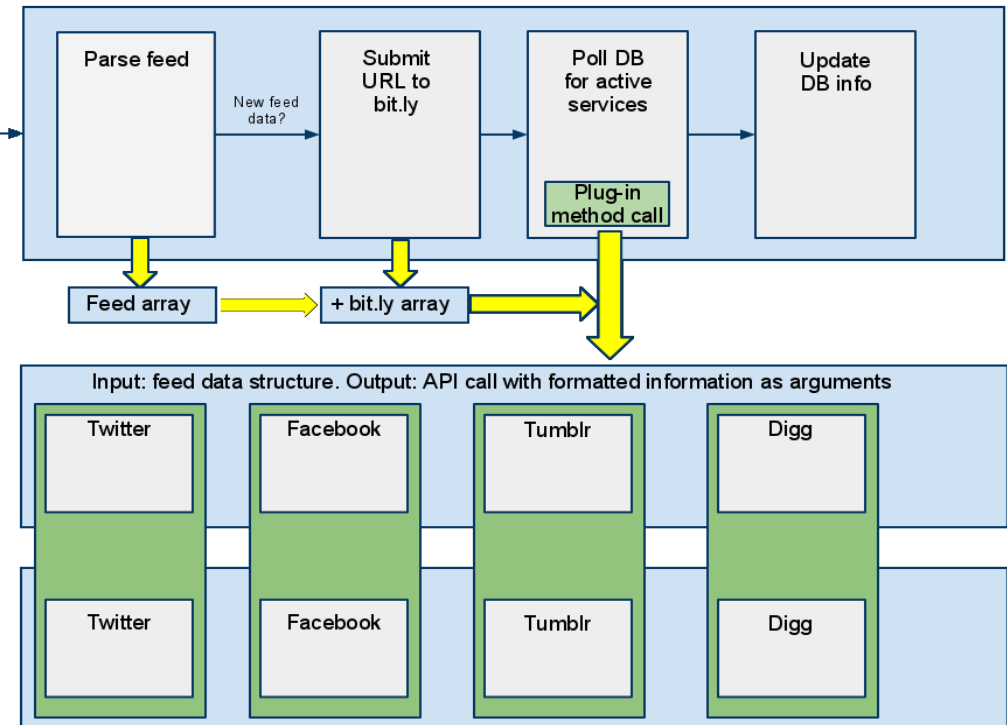 Parse feed
New feed
data?
Submit
URL to
bit.ly
Poll DB
for active
services
Plug-in
method call
Update
DB info
Feed array
+ bit.ly array
Input: feed data structure. Output: API call with formatted information as arguments
Twitter
Facebook
Tumblr
Digg
Twitter
Facebook
Tumblr
Digg